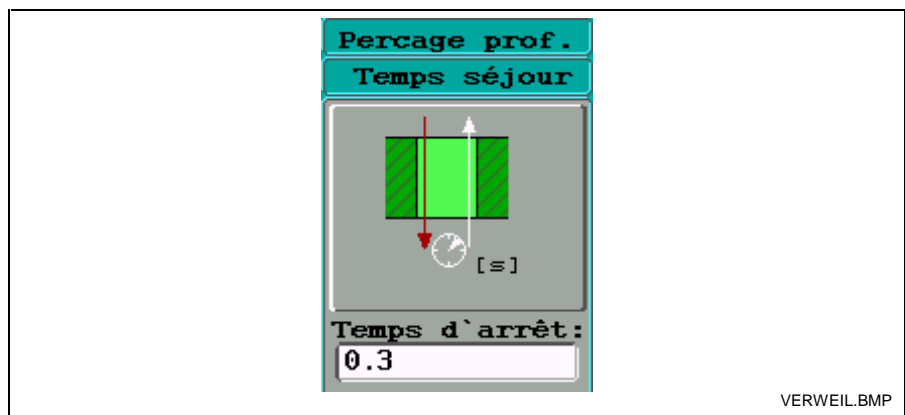 Percage prof.
Temps séjour
[s]
Temps d`arrêt:
0.3
VERWEIL.BMP